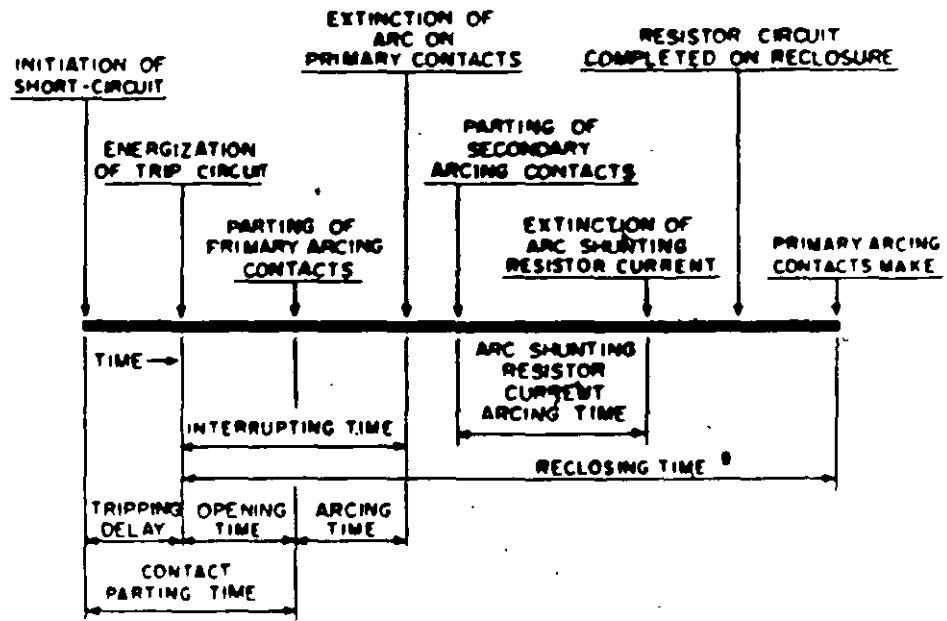 EXTINCTION OF
ARC ON
PRIMARY CONTACTS
RESISTOR CIRCUIT
COMPLETED ON RECLOSURE
INITIATION OF
SHORT-CIRCUIT
ENERGIZATION
OF TRIP CIRCUIT
PARTING OF
SECONDARY
ARCING CONTACTS
PARTING OF
PRIMARY ARCING
CONTACTS
EXTINCTION OF
ARC SHUNTING
RESISTOR CURRENT
PRIMARY ARCING
CONTACTS MAKE
TIME
ARC SHUNTING
RESISTOR
CURRENT
ARCING TIME
INTERRUPTING TIME
RECLOSING TIME
TRIPPING
DELAY
OPENING
TIME
ARCING
TIME
CONTACT
PARTING TIME